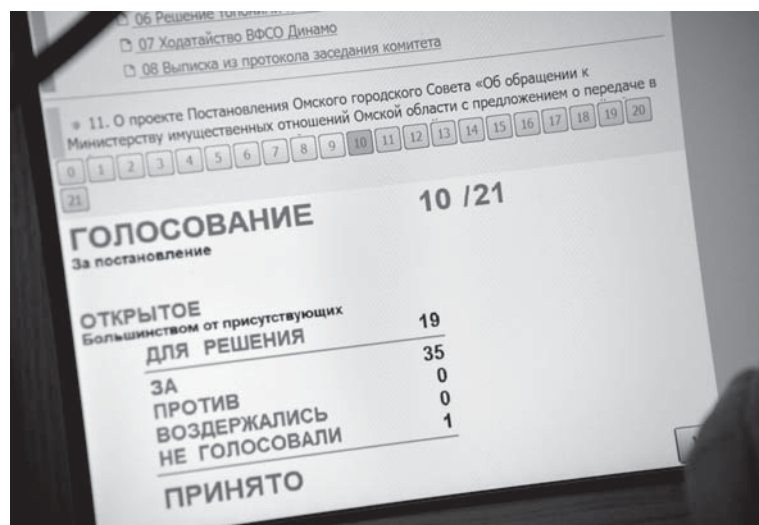 06 Решение
07 Ходатайство ВФСО Динамо
08 Выписка из протокола заседания комитета
11. О проекте Постановления Омского городского Совета «Об обращении к
Министерству имущественных отношений Омской области с предложением о передаче в
0 1 2 3 4 5 6 7 8 9 10 11 12 13 14 15 16 17 18 19 20
21
ГОЛОСОВАНИЕ 10 /21
За постановление
ОТКРЫТОЕ
Большинством от присутствующих
ДЛЯ РЕШЕНИЯ 19
ЗА 35
ПРОТИВ 0
ВОЗДЕРЖАЛИСЬ 0
НЕ ГОЛОСОВАЛИ 1
ПРИНЯТО